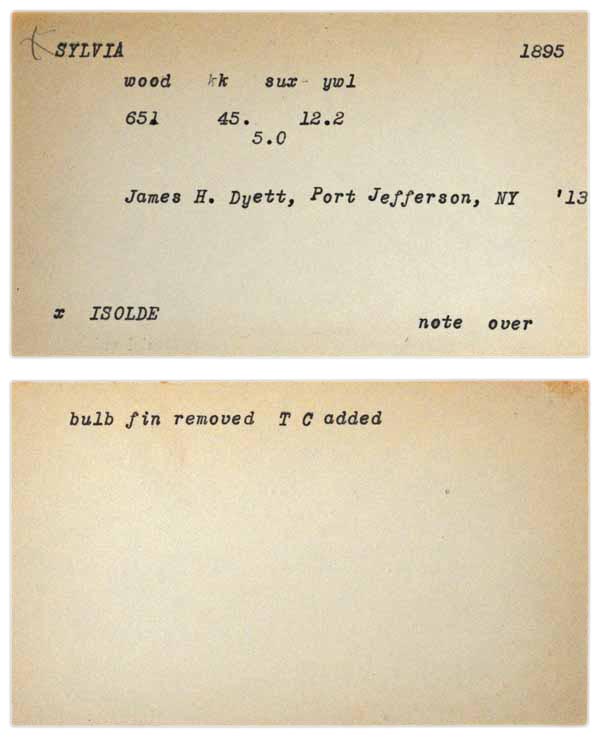 SYLVIA 1895
wood kk sux ywl
651 45. 12.2
5.0
James H. Dyett, Port Jefferson, NY '13
x ISOLDE
note over
bulb fin removed T C added